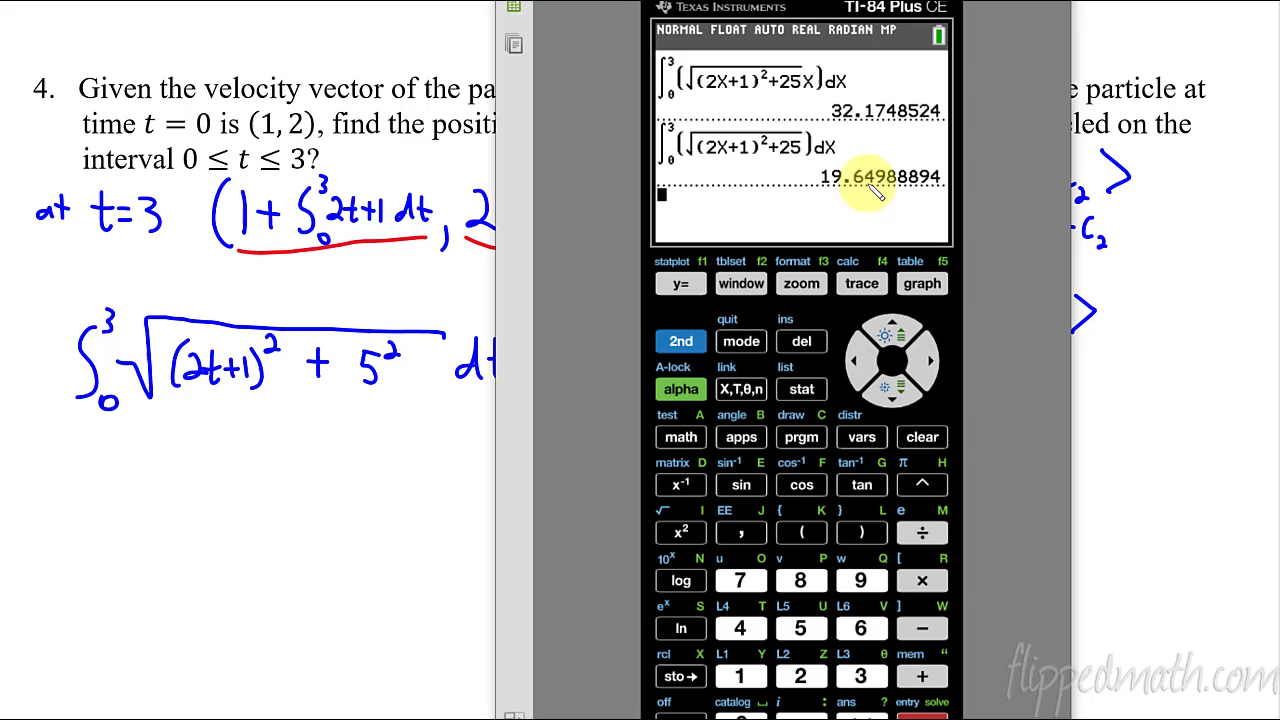 TEXAS INSTRUMENTS TI-84 Plus CE
NORMAL FLOAT AUTO REAL RADIAN MP
∫₀³(√((2X+1)²+25X)dX
32.1748524
∫₀³(√((2X+1)²+25)dX
19.64988894
4. Given the velocity vector of the pa e particle at
time t = 0 is (1, 2), find the positi led on the
interval 0 ≤ t ≤ 3?
at t=3 (1+∫₀³ 2t+1 dt, 2
C₂ >
C₂
∫₀³ √((2t+1)² + 5²) dt
>
statplot f1 tblset f2 format f3 calc f4 table f5
y= window zoom trace graph
quit ins
2nd mode del
A-lock link list
alpha X,T,θ,n stat
test A angle B draw C distr
math apps prgm vars clear
matrix D sin⁻¹ E cos⁻¹ F tan⁻¹ G π H
x⁻¹ sin cos tan ^
√ I EE J { K } L e M
x² , ( ) ÷
10ˣ N u O v P w Q [ R
log 7 8 9 ×
eˣ S L4 T L5 U L6 V ] W
ln 4 5 6 −
rcl X L1 Y L2 Z L3 θ mem "
sto→ 1 2 3 +
off catalog ⎵ i : ans ? entry solve
flippedmath.com